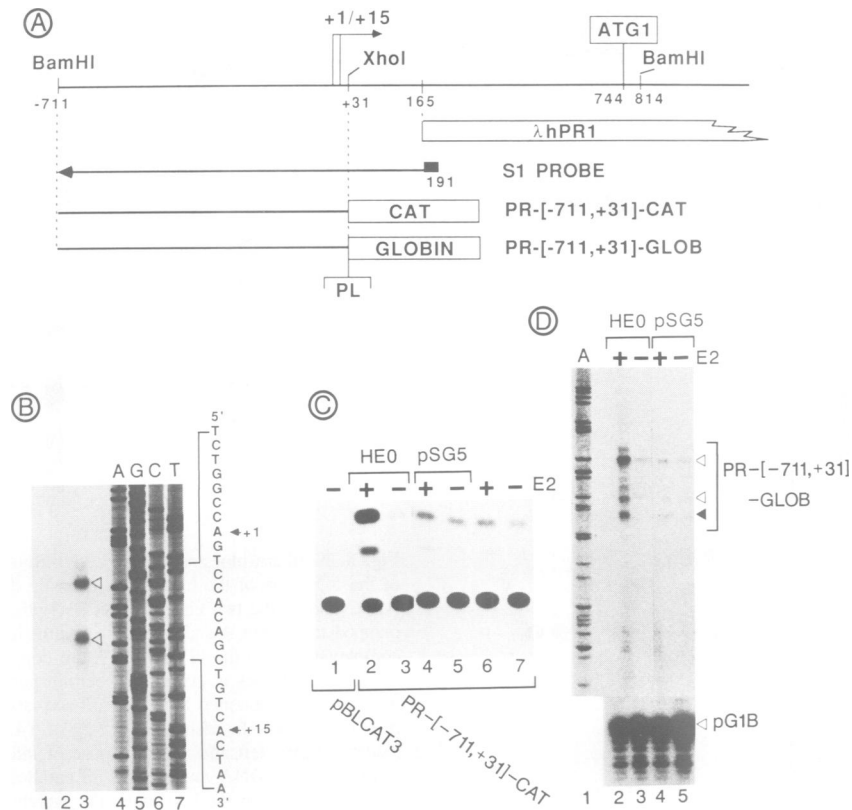 A
+1/+15
ATG1
BamHI
XhoI
BamHI
-711
+31
165
744
814
λhPR1
191
S1 PROBE
CAT
PR-[-711,+31]-CAT
GLOBIN
PR-[-711,+31]-GLOB
PL
B
A G C T
5'
T
C
T
G
G
C
C
A +1
G
T
C
C
A
C
A
G
C
T
G
T
C
A +15
C
T
A
A
3'
1 2 3 4 5 6 7
C
HE0 pSG5
− + − + − + − E2
1 2 3 4 5 6 7
pBLCAT3
PR-[-711,+31]-CAT
D
HE0 pSG5
A + − + − E2
PR-[-711,+31]
-GLOB
pG1B
1 2 3 4 5